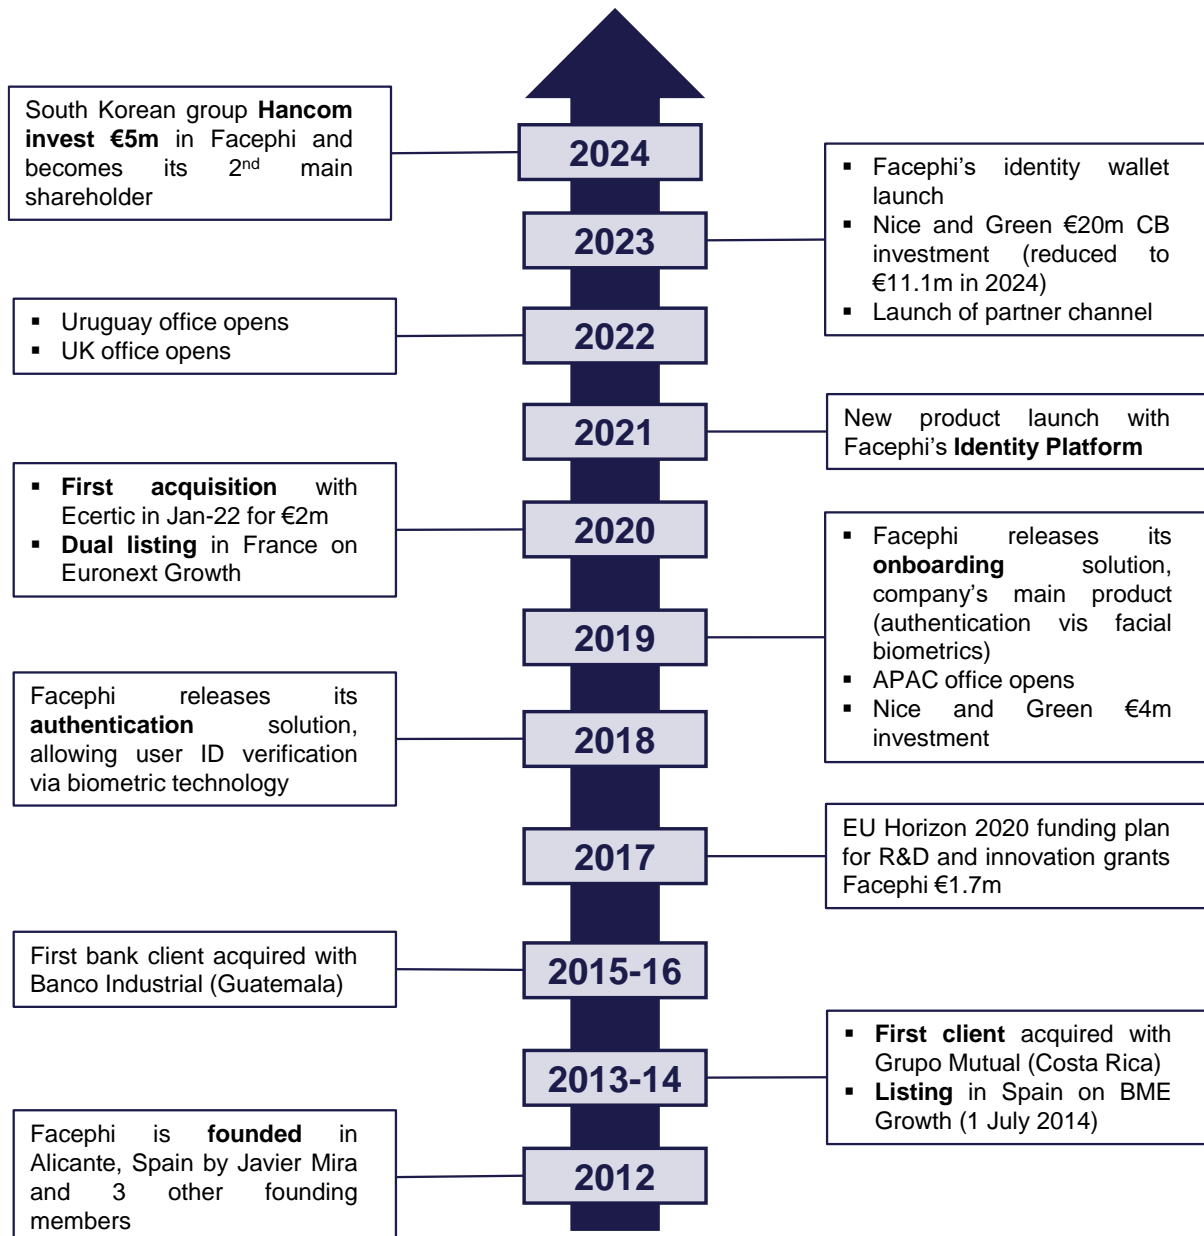 2024
South Korean group Hancom
invest €5m in Facephi and
becomes its 2nd main
shareholder
2023
▪ Facephi's identity wallet
launch
▪ Nice and Green €20m CB
investment (reduced to
€11.1m in 2024)
▪ Launch of partner channel
2022
▪ Uruguay office opens
▪ UK office opens
2021
New product launch with
Facephi's Identity Platform
2020
▪ First acquisition with
Ecertic in Jan-22 for €2m
▪ Dual listing in France on
Euronext Growth
2019
▪ Facephi releases its
onboarding solution,
company's main product
(authentication vis facial
biometrics)
▪ APAC office opens
▪ Nice and Green €4m
investment
2018
Facephi releases its
authentication solution,
allowing user ID verification
via biometric technology
2017
EU Horizon 2020 funding plan
for R&D and innovation grants
Facephi €1.7m
2015-16
First bank client acquired with
Banco Industrial (Guatemala)
2013-14
▪ First client acquired with
Grupo Mutual (Costa Rica)
▪ Listing in Spain on BME
Growth (1 July 2014)
2012
Facephi is founded in
Alicante, Spain by Javier Mira
and 3 other founding
members